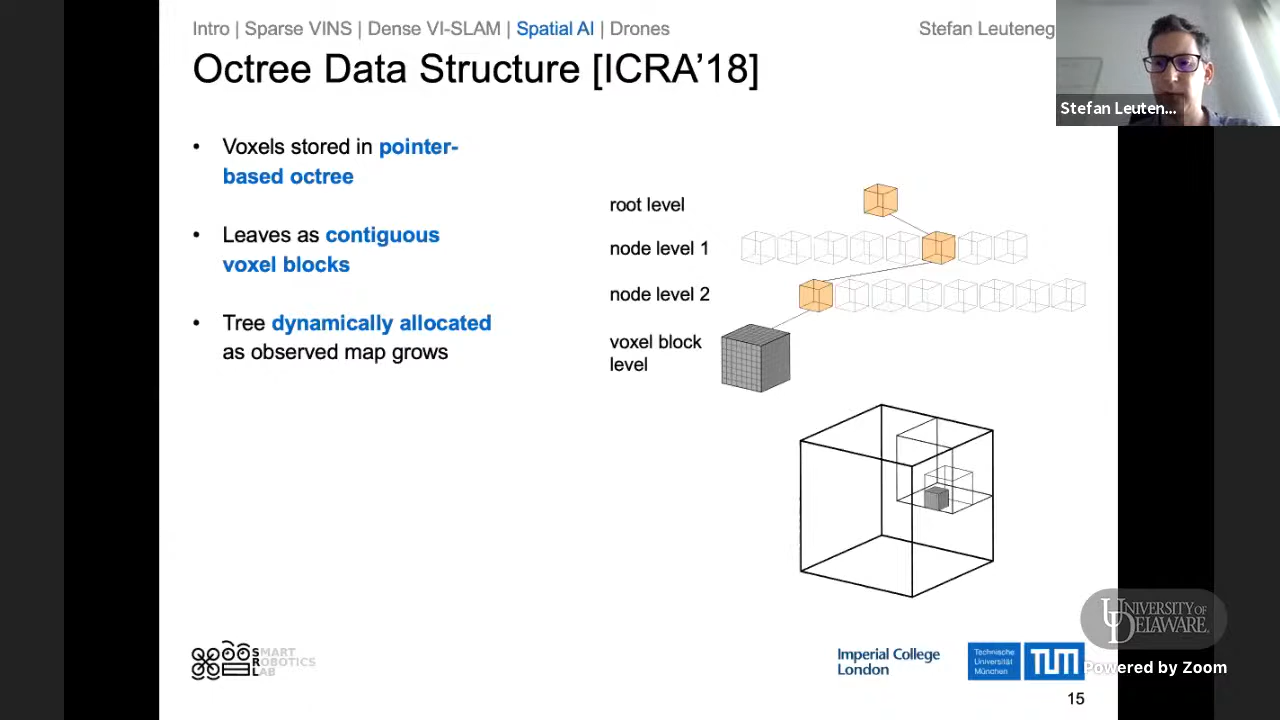 Intro | Sparse VINS | Dense VI-SLAM | Spatial AI | Drones
Stefan Leuteneg
Octree Data Structure [ICRA’18]
Stefan Leuten...
• Voxels stored in pointer-
based octree
• Leaves as contiguous
voxel blocks
• Tree dynamically allocated
as observed map grows
root level
node level 1
node level 2
voxel block
level
SMART
ROBOTICS
LAB
Imperial College
London
Technische
Universität
München
TUM
UNIVERSITY OF
DELAWARE
Powered by Zoom
15